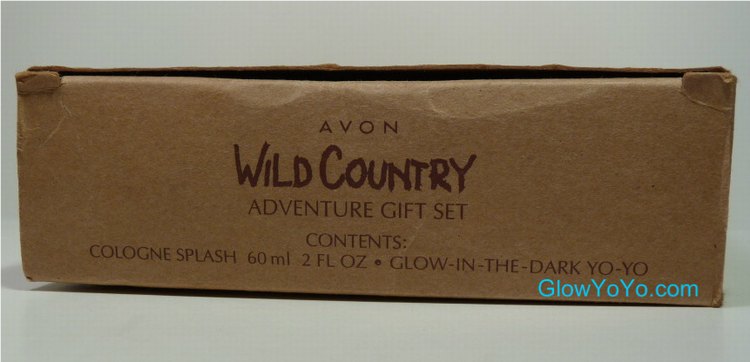 AVON
WILD COUNTRY
ADVENTURE GIFT SET
CONTENTS:
COLOGNE SPLASH 60 ml 2 FL OZ • GLOW-IN-THE-DARK YO-YO
GlowYoYo.com